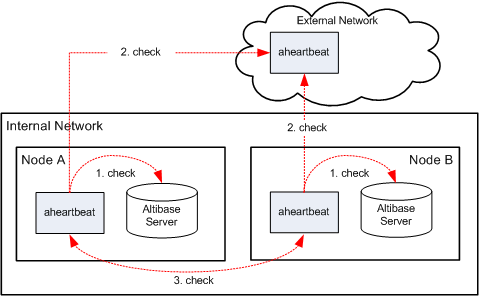 External Network
aheartbeat
2. check
2. check
Internal Network
Node A
1. check
aheartbeat
Altibase
Server
Node B
1. check
aheartbeat
Altibase
Server
3. check